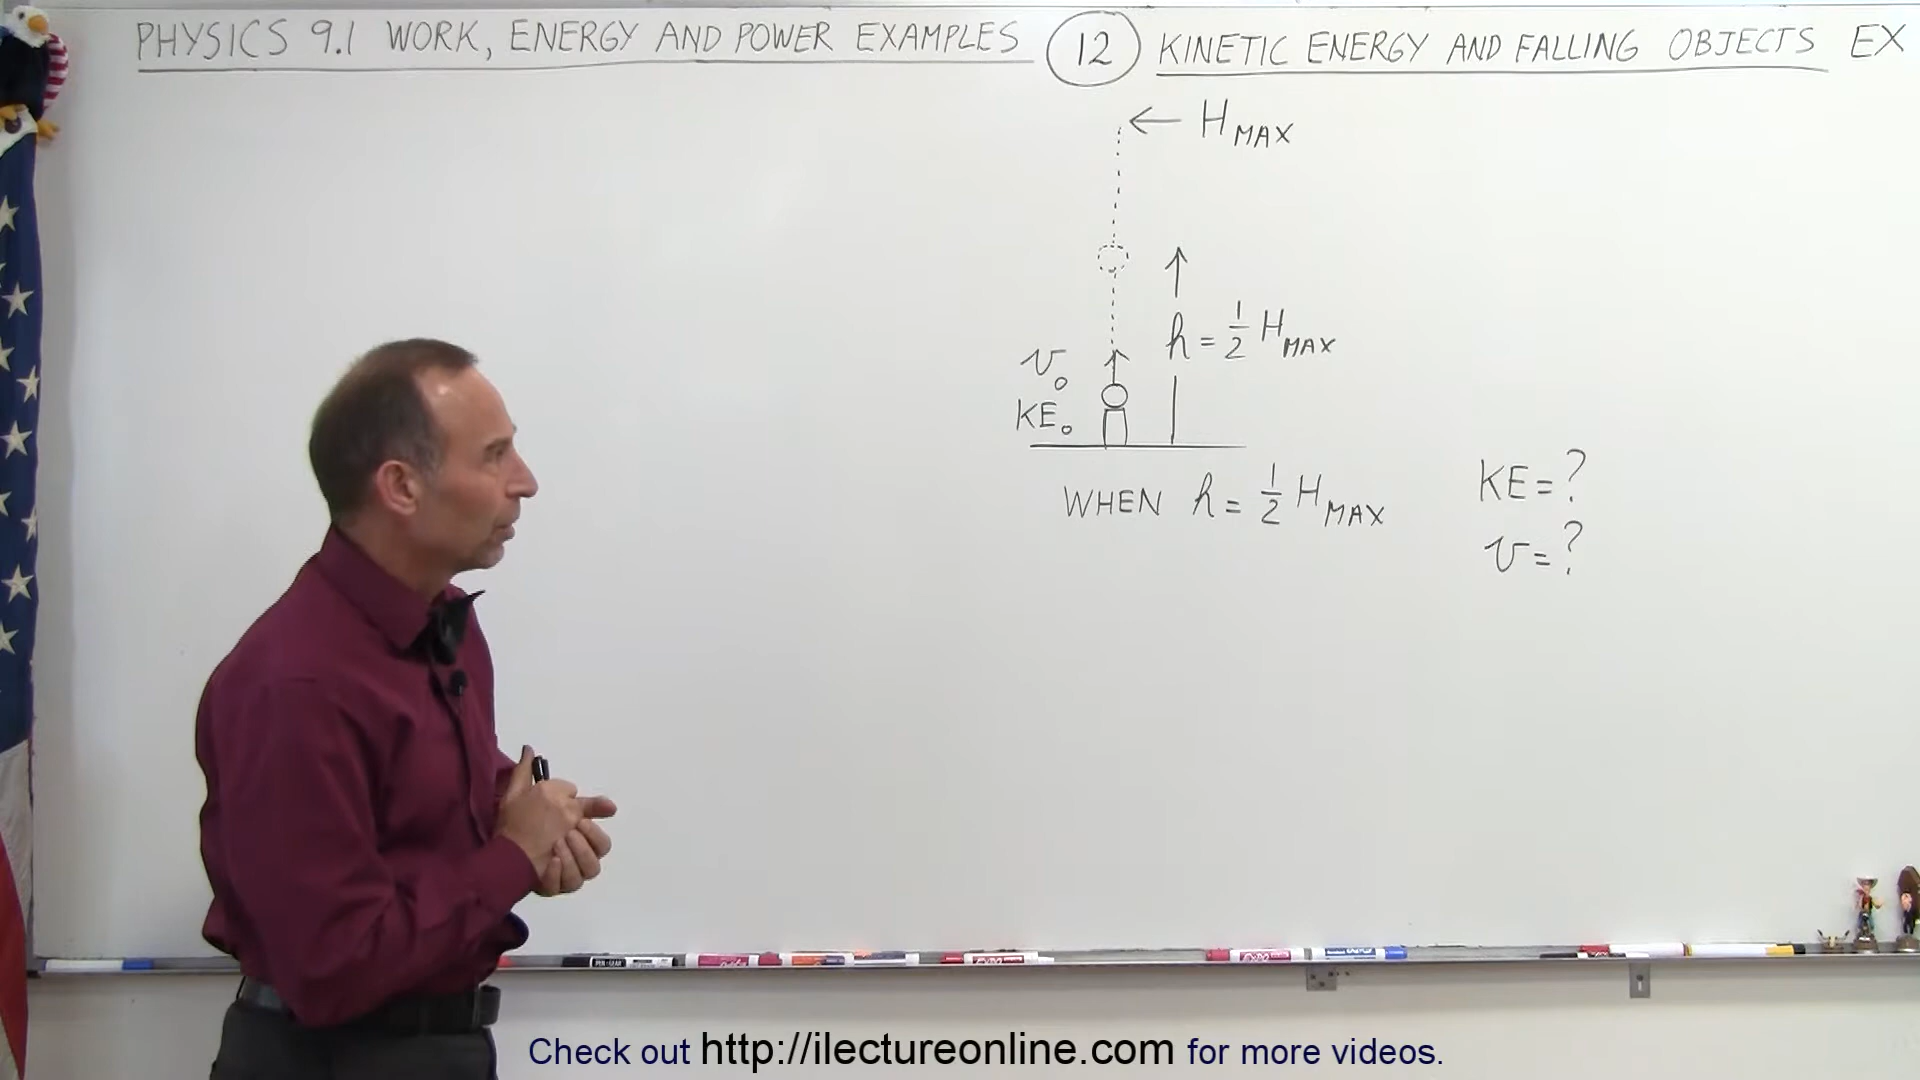 PHYSICS 9.1 WORK, ENERGY AND POWER EXAMPLES 12 KINETIC ENERGY AND FALLING OBJECTS EX
← H MAX
h = 1/2 H MAX
v₀
KE₀
WHEN h = 1/2 H MAX
KE = ?
v = ?
Check out http://ilectureonline.com for more videos.